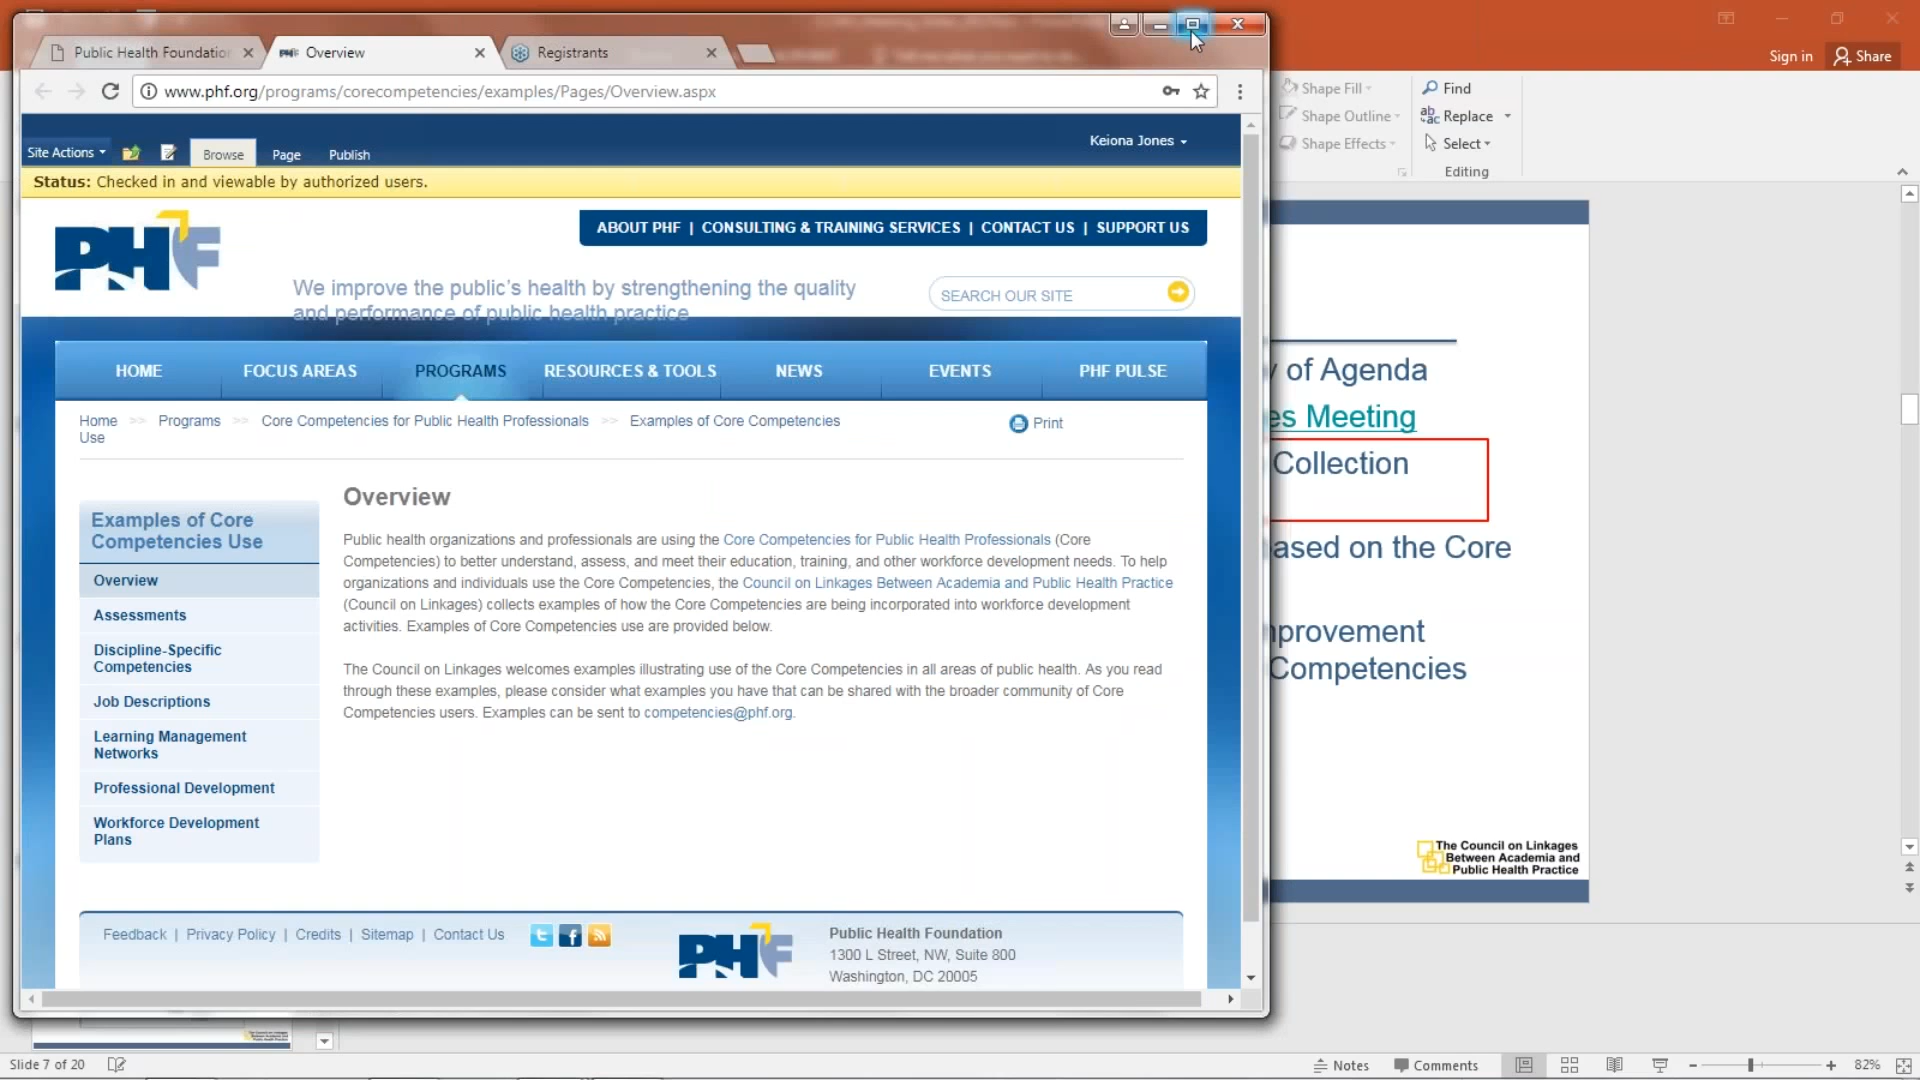 Public Health Foundation
Overview
Registrants
Sign in
Share
www.phf.org/programs/corecompetencies/examples/Pages/Overview.aspx
Shape Fill
Find
Shape Outline
Replace
Shape Effects
Select
Editing
Site Actions
Browse
Page
Publish
Keiona Jones
Status: Checked in and viewable by authorized users.
PHF
ABOUT PHF | CONSULTING & TRAINING SERVICES | CONTACT US | SUPPORT US
We improve the public's health by strengthening the quality
and performance of public health practice
SEARCH OUR SITE
HOME
FOCUS AREAS
PROGRAMS
RESOURCES & TOOLS
NEWS
EVENTS
PHF PULSE
Home >> Programs >> Core Competencies for Public Health Professionals >> Examples of Core Competencies
Use
Print
Examples of Core
Competencies Use
Overview
Assessments
Discipline-Specific
Competencies
Job Descriptions
Learning Management
Networks
Professional Development
Workforce Development
Plans
Overview
Public health organizations and professionals are using the Core Competencies for Public Health Professionals (Core
Competencies) to better understand, assess, and meet their education, training, and other workforce development needs. To help
organizations and individuals use the Core Competencies, the Council on Linkages Between Academia and Public Health Practice
(Council on Linkages) collects examples of how the Core Competencies are being incorporated into workforce development
activities. Examples of Core Competencies use are provided below.
The Council on Linkages welcomes examples illustrating use of the Core Competencies in all areas of public health. As you read
through these examples, please consider what examples you have that can be shared with the broader community of Core
Competencies users. Examples can be sent to competencies@phf.org.
Feedback | Privacy Policy | Credits | Sitemap | Contact Us
PHF
Public Health Foundation
1300 L Street, NW, Suite 800
Washington, DC 20005
y of Agenda
es Meeting
Collection
ased on the Core
provement
Competencies
The Council on Linkages
Between Academia and
Public Health Practice
Slide 7 of 20
Notes
Comments
82%